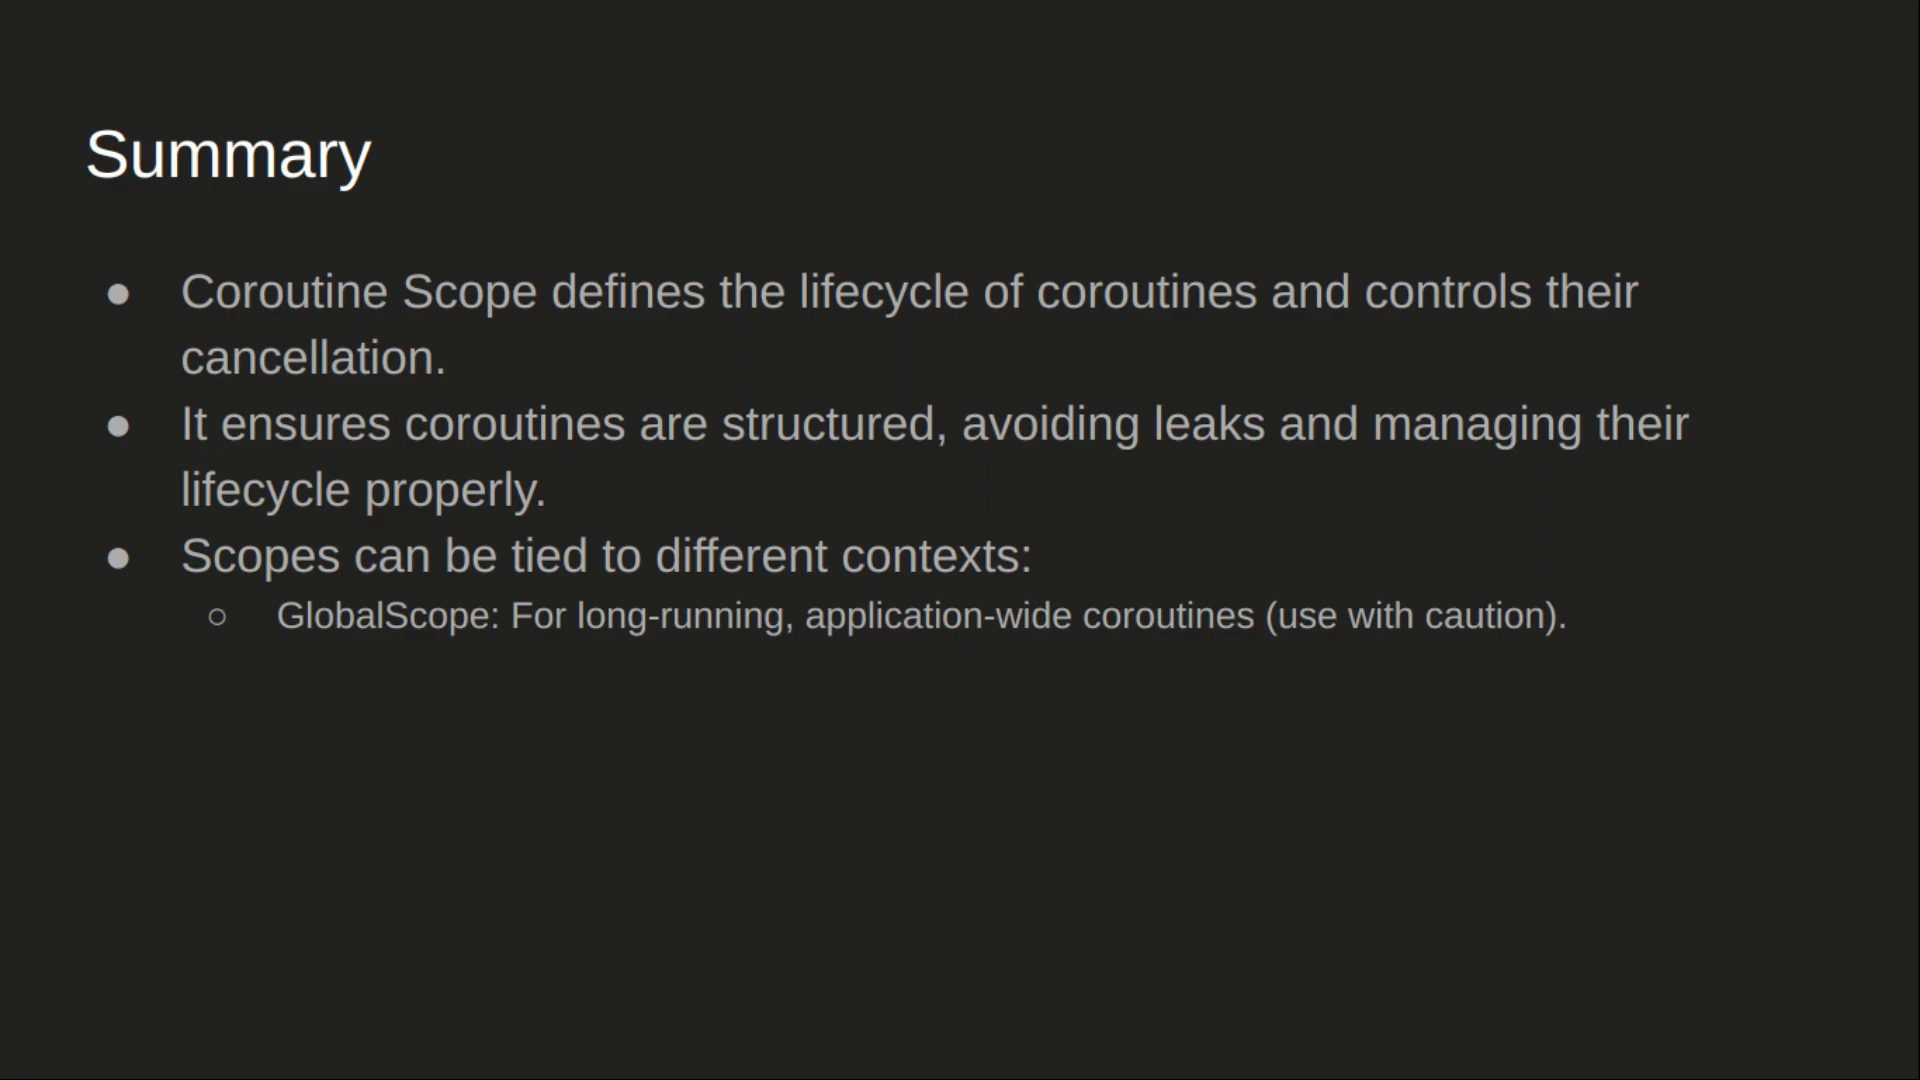 Summary
● Coroutine Scope defines the lifecycle of coroutines and controls their
cancellation.
● It ensures coroutines are structured, avoiding leaks and managing their
lifecycle properly.
● Scopes can be tied to different contexts:
○ GlobalScope: For long-running, application-wide coroutines (use with caution).